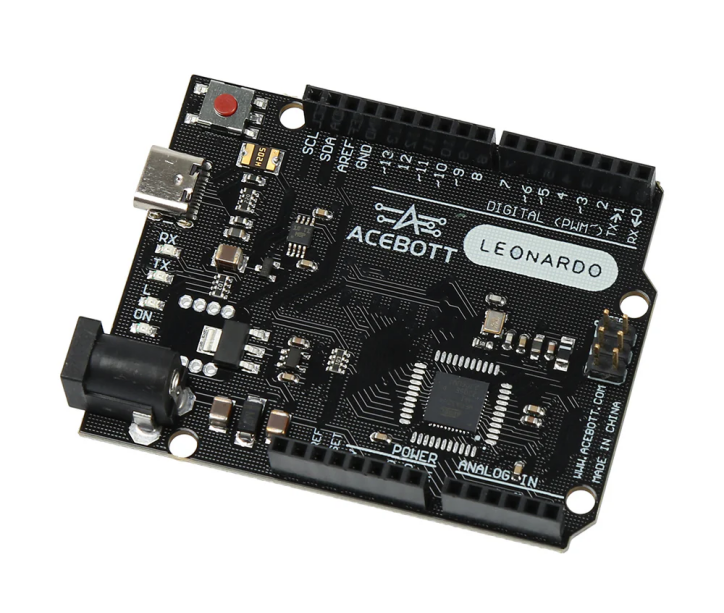 SCL
SDA
AREF
GND
~13
12
~11
~10
~9
8
7
~6
~5
4
~3
2
TX→1
RX←0
DIGITAL (PWM~)
ACEBOTT
LEONARDO
RX
TX
L
ON
POWER
ANALOG IN
WWW.ACEBOTT.COM
MADE IN CHINA